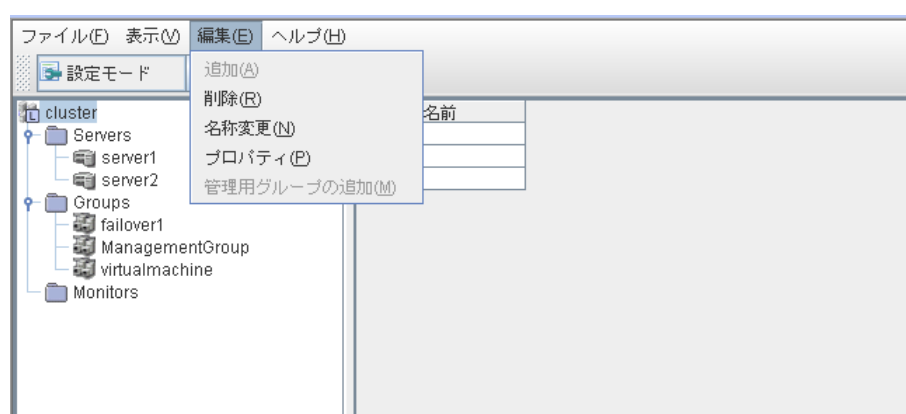 ファイル(F) 表示(V) 編集(E) ヘルプ(H)
設定モード
追加(A)
削除(R)
名称変更(N)
プロパティ(P)
管理用グループの追加(M)
名前
cluster
Servers
server1
server2
Groups
failover1
ManagementGroup
virtualmachine
Monitors